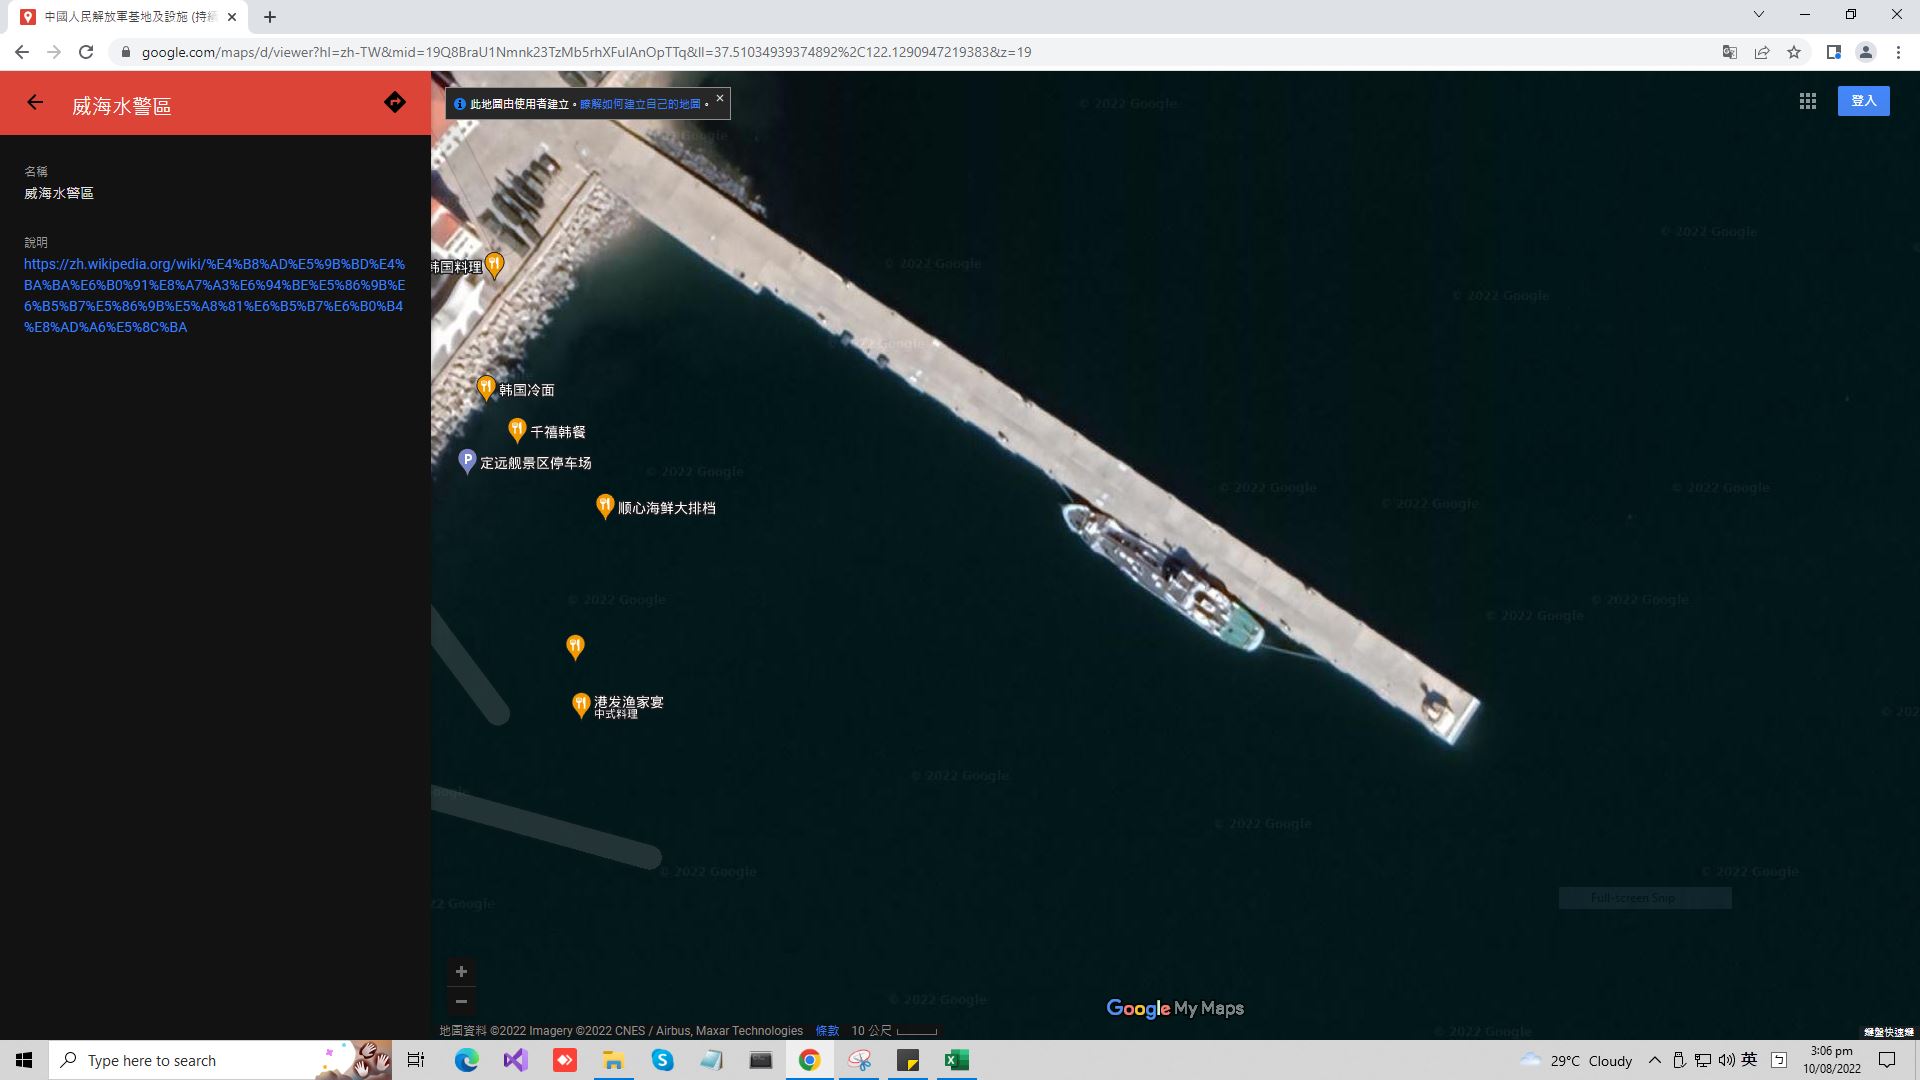 中國人民解放軍基地及設施 (持續
google.com/maps/d/viewer?hl=zh-TW&mid=19Q8BraU1Nmnk23TzMb5rhXFulAnOpTTq&ll=37.51034939374892%2C122.1290947219383&z=19
威海水警區
此地圖由使用者建立。瞭解如何建立自己的地圖。
登入
名稱
威海水警區
說明
https://zh.wikipedia.org/wiki/%E4%B8%AD%E5%9B%BD%E4%
BA%BA%E6%B0%91%E8%A7%A3%E6%94%BE%E5%86%9B%E
6%B5%B7%E5%86%9B%E5%A8%81%E6%B5%B7%E6%B0%B4
%E8%AD%A6%E5%8C%BA
韩国料理
韩国冷面
千禧韩餐
P
定远舰景区停车场
顺心海鲜大排档
港发渔家宴
中式料理
© 2022 Google
Full-screen Snip
Google My Maps
地圖資料 ©2022 Imagery ©2022 CNES / Airbus, Maxar Technologies 條款 10 公尺
鍵盤快速鍵
Type here to search
29°C Cloudy
英
3:06 pm
10/08/2022